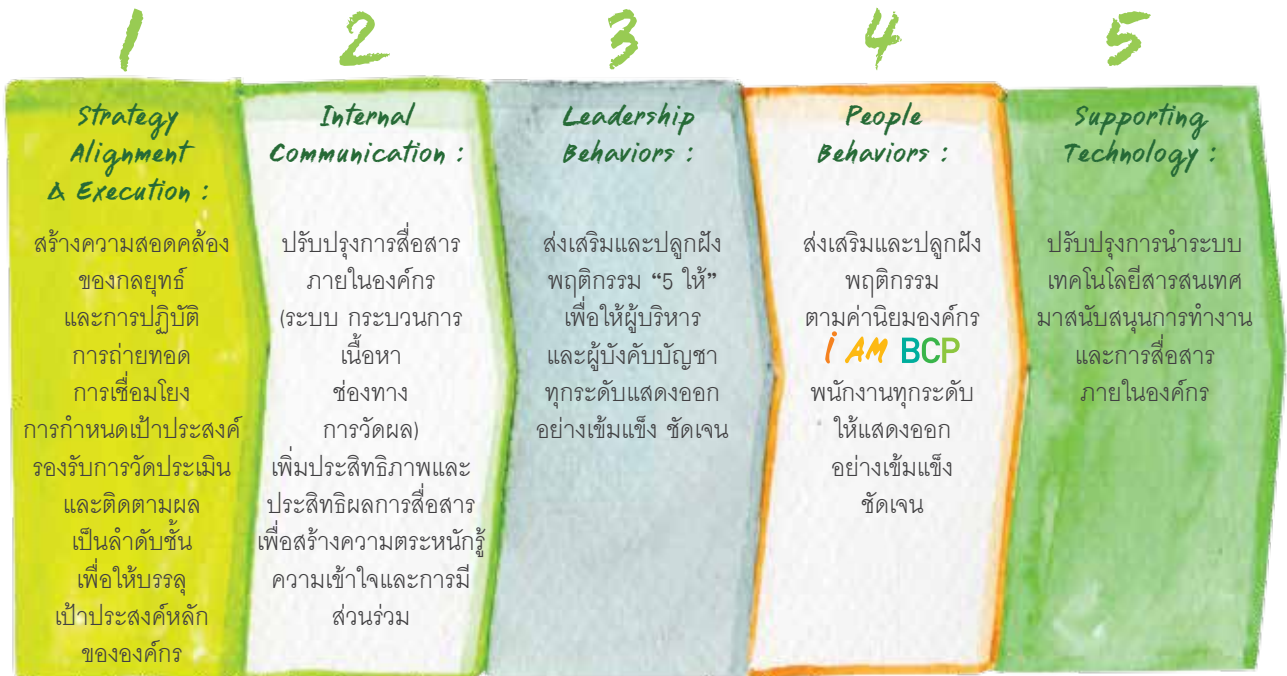 1
Strategy
Alignment
& Execution :
สร้างความสอดคล้อง
ของกลยุทธ์
และการปฏิบัติ
การถ่ายทอด
การเชื่อมโยง
การกำหนดเป้าประสงค์
รองรับการวัดประเมิน
และติดตามผล
เป็นลำดับชั้น
เพื่อให้บรรลุ
เป้าประสงค์หลัก
ขององค์กร
2
Internal
Communication :
ปรับปรุงการสื่อสาร
ภายในองค์กร
(ระบบ กระบวนการ
เนื้อหา
ช่องทาง
การวัดผล)
เพิ่มประสิทธิภาพและ
ประสิทธิผลการสื่อสาร
เพื่อสร้างความตระหนักรู้
ความเข้าใจและการมี
ส่วนร่วม
3
Leadership
Behaviors :
ส่งเสริมและปลูกฝัง
พฤติกรรม “5 ให้”
เพื่อให้ผู้บริหาร
และผู้บังคับบัญชา
ทุกระดับแสดงออก
อย่างเข้มแข็ง ชัดเจน
4
People
Behaviors :
ส่งเสริมและปลูกฝัง
พฤติกรรม
ตามค่านิยมองค์กร
i AM BCP
พนักงานทุกระดับ
ให้แสดงออก
อย่างเข้มแข็ง
ชัดเจน
5
Supporting
Technology :
ปรับปรุงการนำระบบ
เทคโนโลยีสารสนเทศ
มาสนับสนุนการทำงาน
และการสื่อสาร
ภายในองค์กร